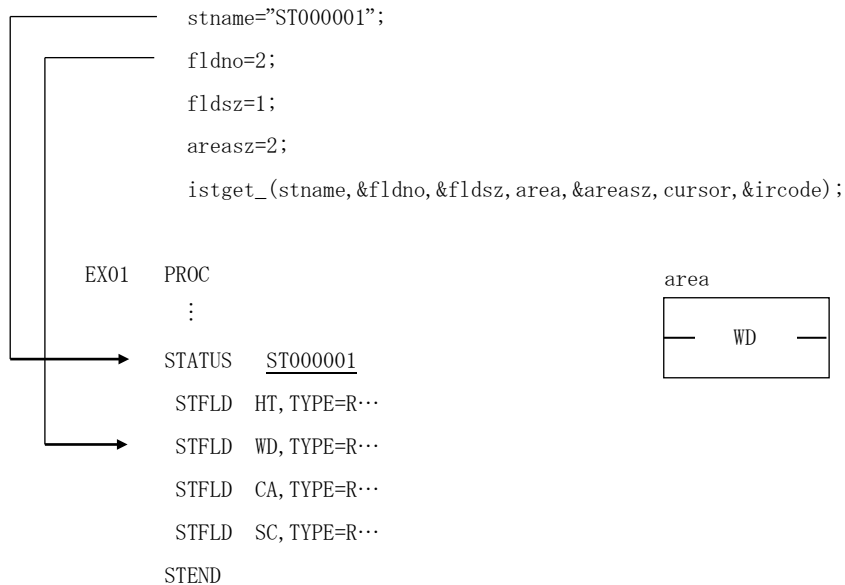 stname=”ST000001”;
fldno=2;
fldsz=1;
areasz=2;
istget_(stname,&fldno,&fldsz,area,&areasz,cursor,&ircode);
EX01 PROC
⋮
STATUS ST000001
STFLD HT,TYPE=R…
STFLD WD,TYPE=R…
STFLD CA,TYPE=R…
STFLD SC,TYPE=R…
STEND
area
WD